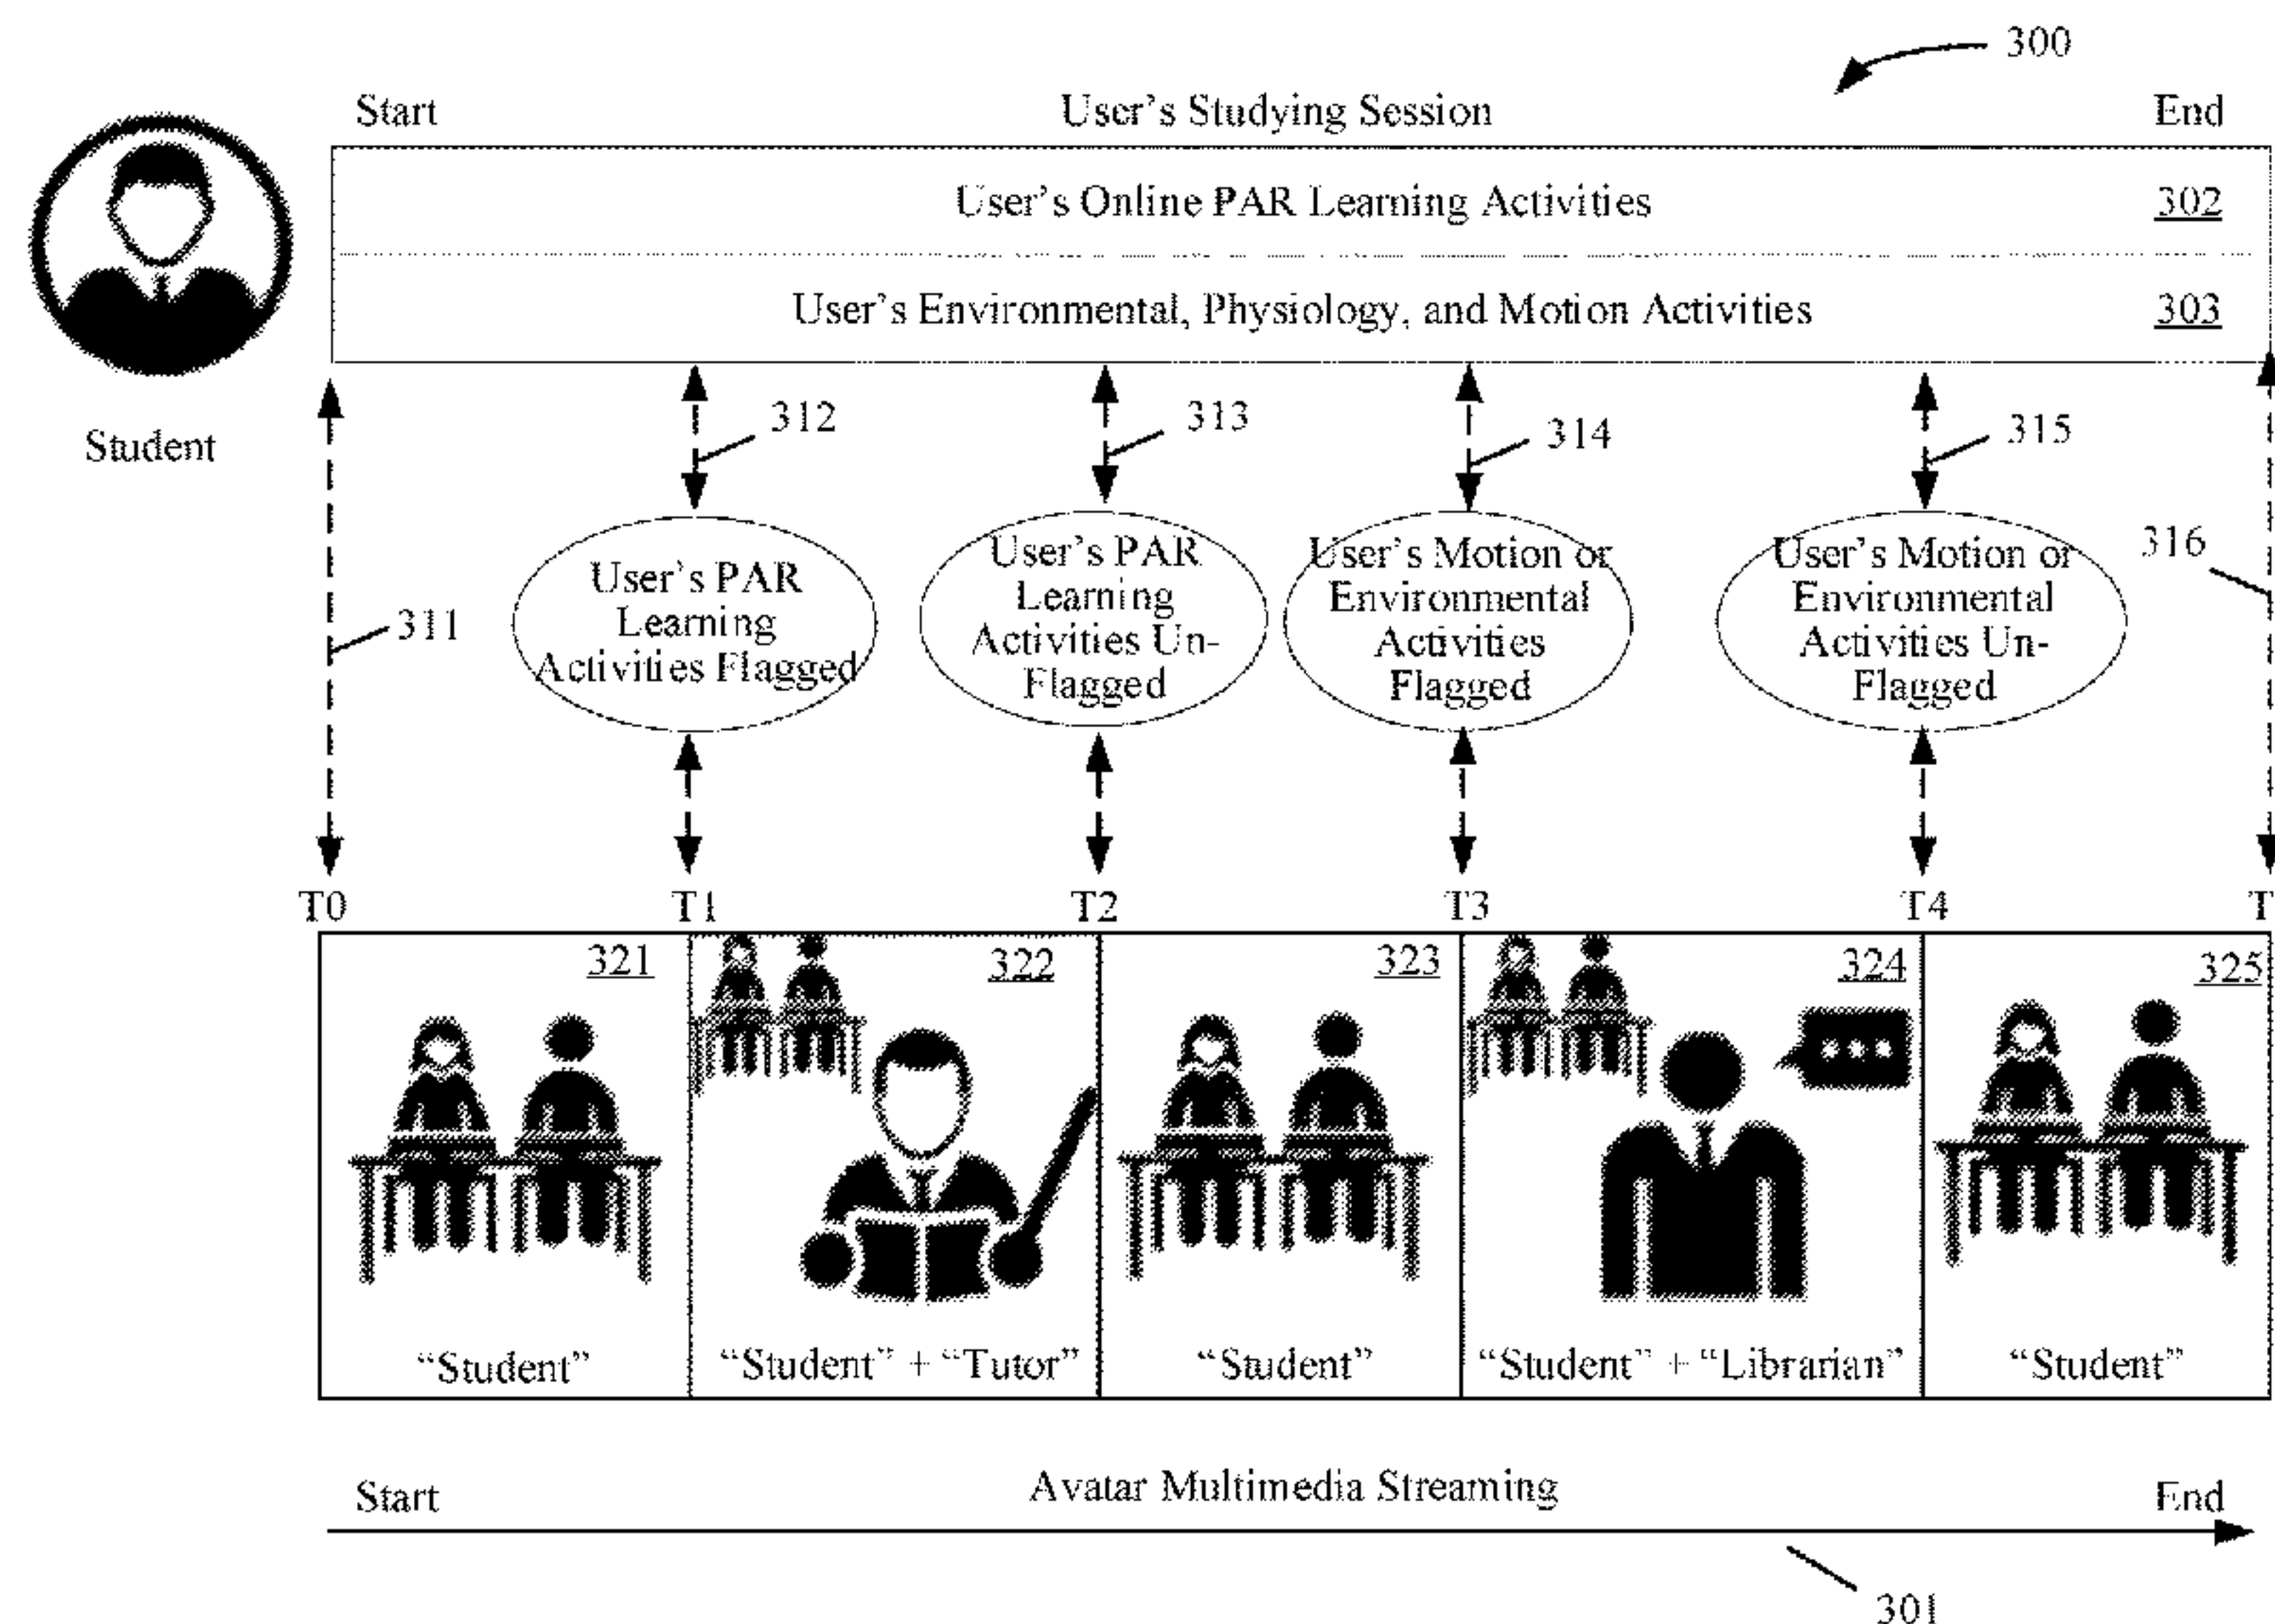 300
Start User's Studying Session End
User's Online PAR Learning Activities 302
User's Environmental, Physiology, and Motion Activities 303
Student
312
313
314
315
316
311
User's PAR
Learning
Activities Flagged
User's PAR
Learning
Activities Un-
Flagged
User's Motion or
Environmental
Activities
Flagged
User's Motion or
Environmental
Activities Un-
Flagged
T0 T1 T2 T3 T4 T
321 322 323 324 325
“Student” “Student” + “Tutor” “Student” “Student” + “Librarian” “Student”
Start Avatar Multimedia Streaming End
301